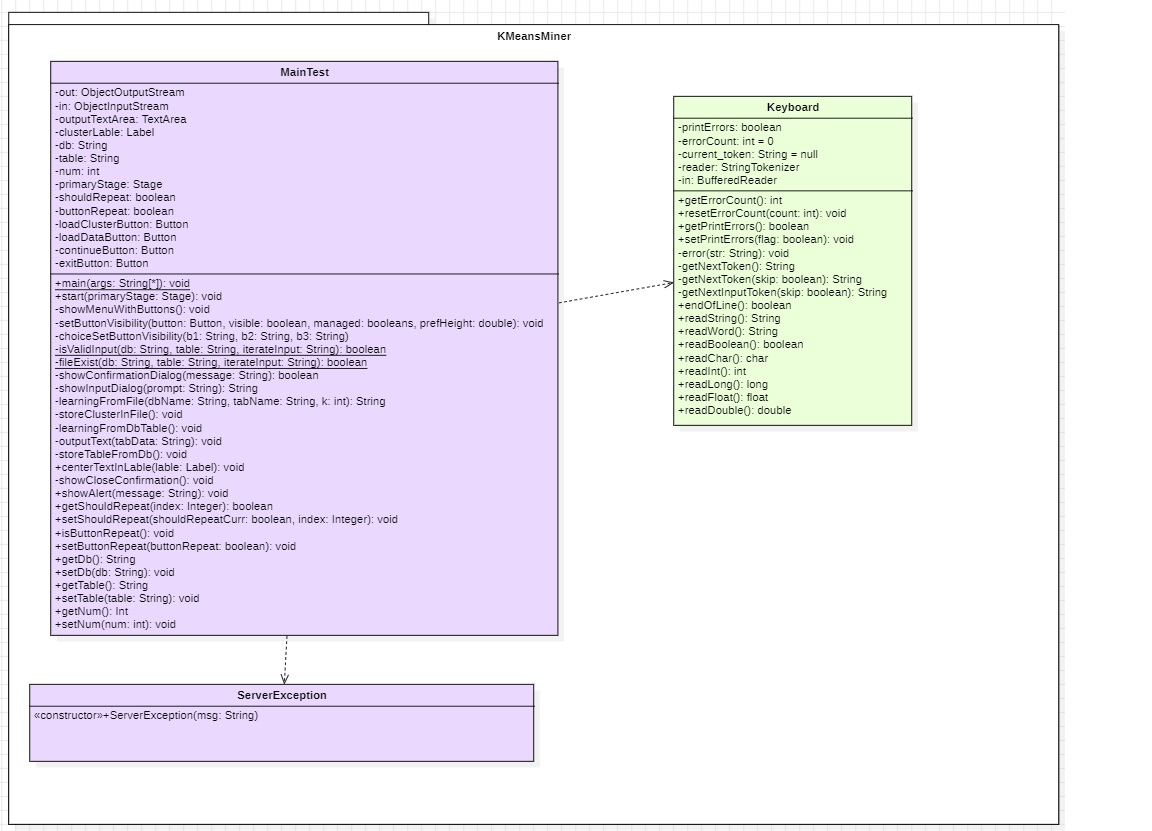 KMeansMiner
MainTest
-out: ObjectOutputStream
-in: ObjectInputStream
-outputTextArea: TextArea
-clusterLable: Label
-db: String
-table: String
-num: int
-primaryStage: Stage
-shouldRepeat: boolean
-buttonRepeat: boolean
-loadClusterButton: Button
-loadDataButton: Button
-continueButton: Button
-exitButton: Button
+main(args: String[*]): void
+start(primaryStage: Stage): void
-showMenuWithButtons(): void
-setButtonVisibility(button: Button, visible: boolean, managed: booleans, prefHeight: double): void
-choiceSetButtonVisibility(b1: String, b2: String, b3: String)
-isValidInput(db: String, table: String, iterateInput: String): boolean
-fileExist(db: String, table: String, iterateInput: String): boolean
-showConfirmationDialog(message: String): boolean
-showInputDialog(prompt: String): String
-learningFromFile(dbName: String, tabName: String, k: int): String
-storeClusterInFile(): void
-learningFromDbTable(): void
-outputText(tabData: String): void
-storeTableFromDb(): void
+centerTextInLable(lable: Label): void
-showCloseConfirmation(): void
+showAlert(message: String): void
+getShouldRepeat(index: Integer): boolean
+setShouldRepeat(shouldRepeatCurr: boolean, index: Integer): void
+isButtonRepeat(): void
+setButtonRepeat(buttonRepeat: boolean): void
+getDb(): String
+setDb(db: String): void
+getTable(): String
+setTable(table: String): void
+getNum(): Int
+setNum(num: int): void
Keyboard
-printErrors: boolean
-errorCount: int = 0
-current_token: String = null
-reader: StringTokenizer
-in: BufferedReader
+getErrorCount(): int
+resetErrorCount(count: int): void
+getPrintErrors(): boolean
+setPrintErrors(flag: boolean): void
-error(str: String): void
-getNextToken(): String
-getNextToken(skip: boolean): String
-getNextInputToken(skip: boolean): String
+endOfLine(): boolean
+readString(): String
+readWord(): String
+readBoolean(): boolean
+readChar(): char
+readInt(): int
+readLong(): long
+readFloat(): float
+readDouble(): double
ServerException
«constructor»+ServerException(msg: String)